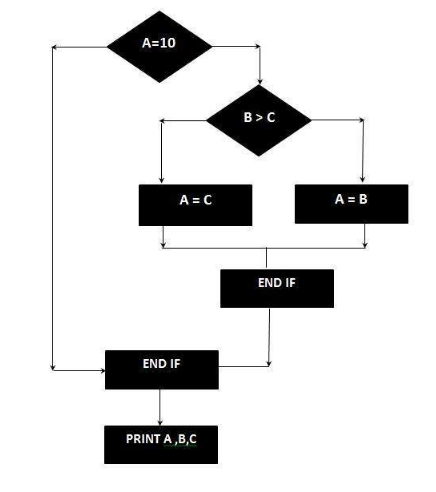 A=10
B > C
A = C
A = B
END IF
END IF
PRINT A ,B,C